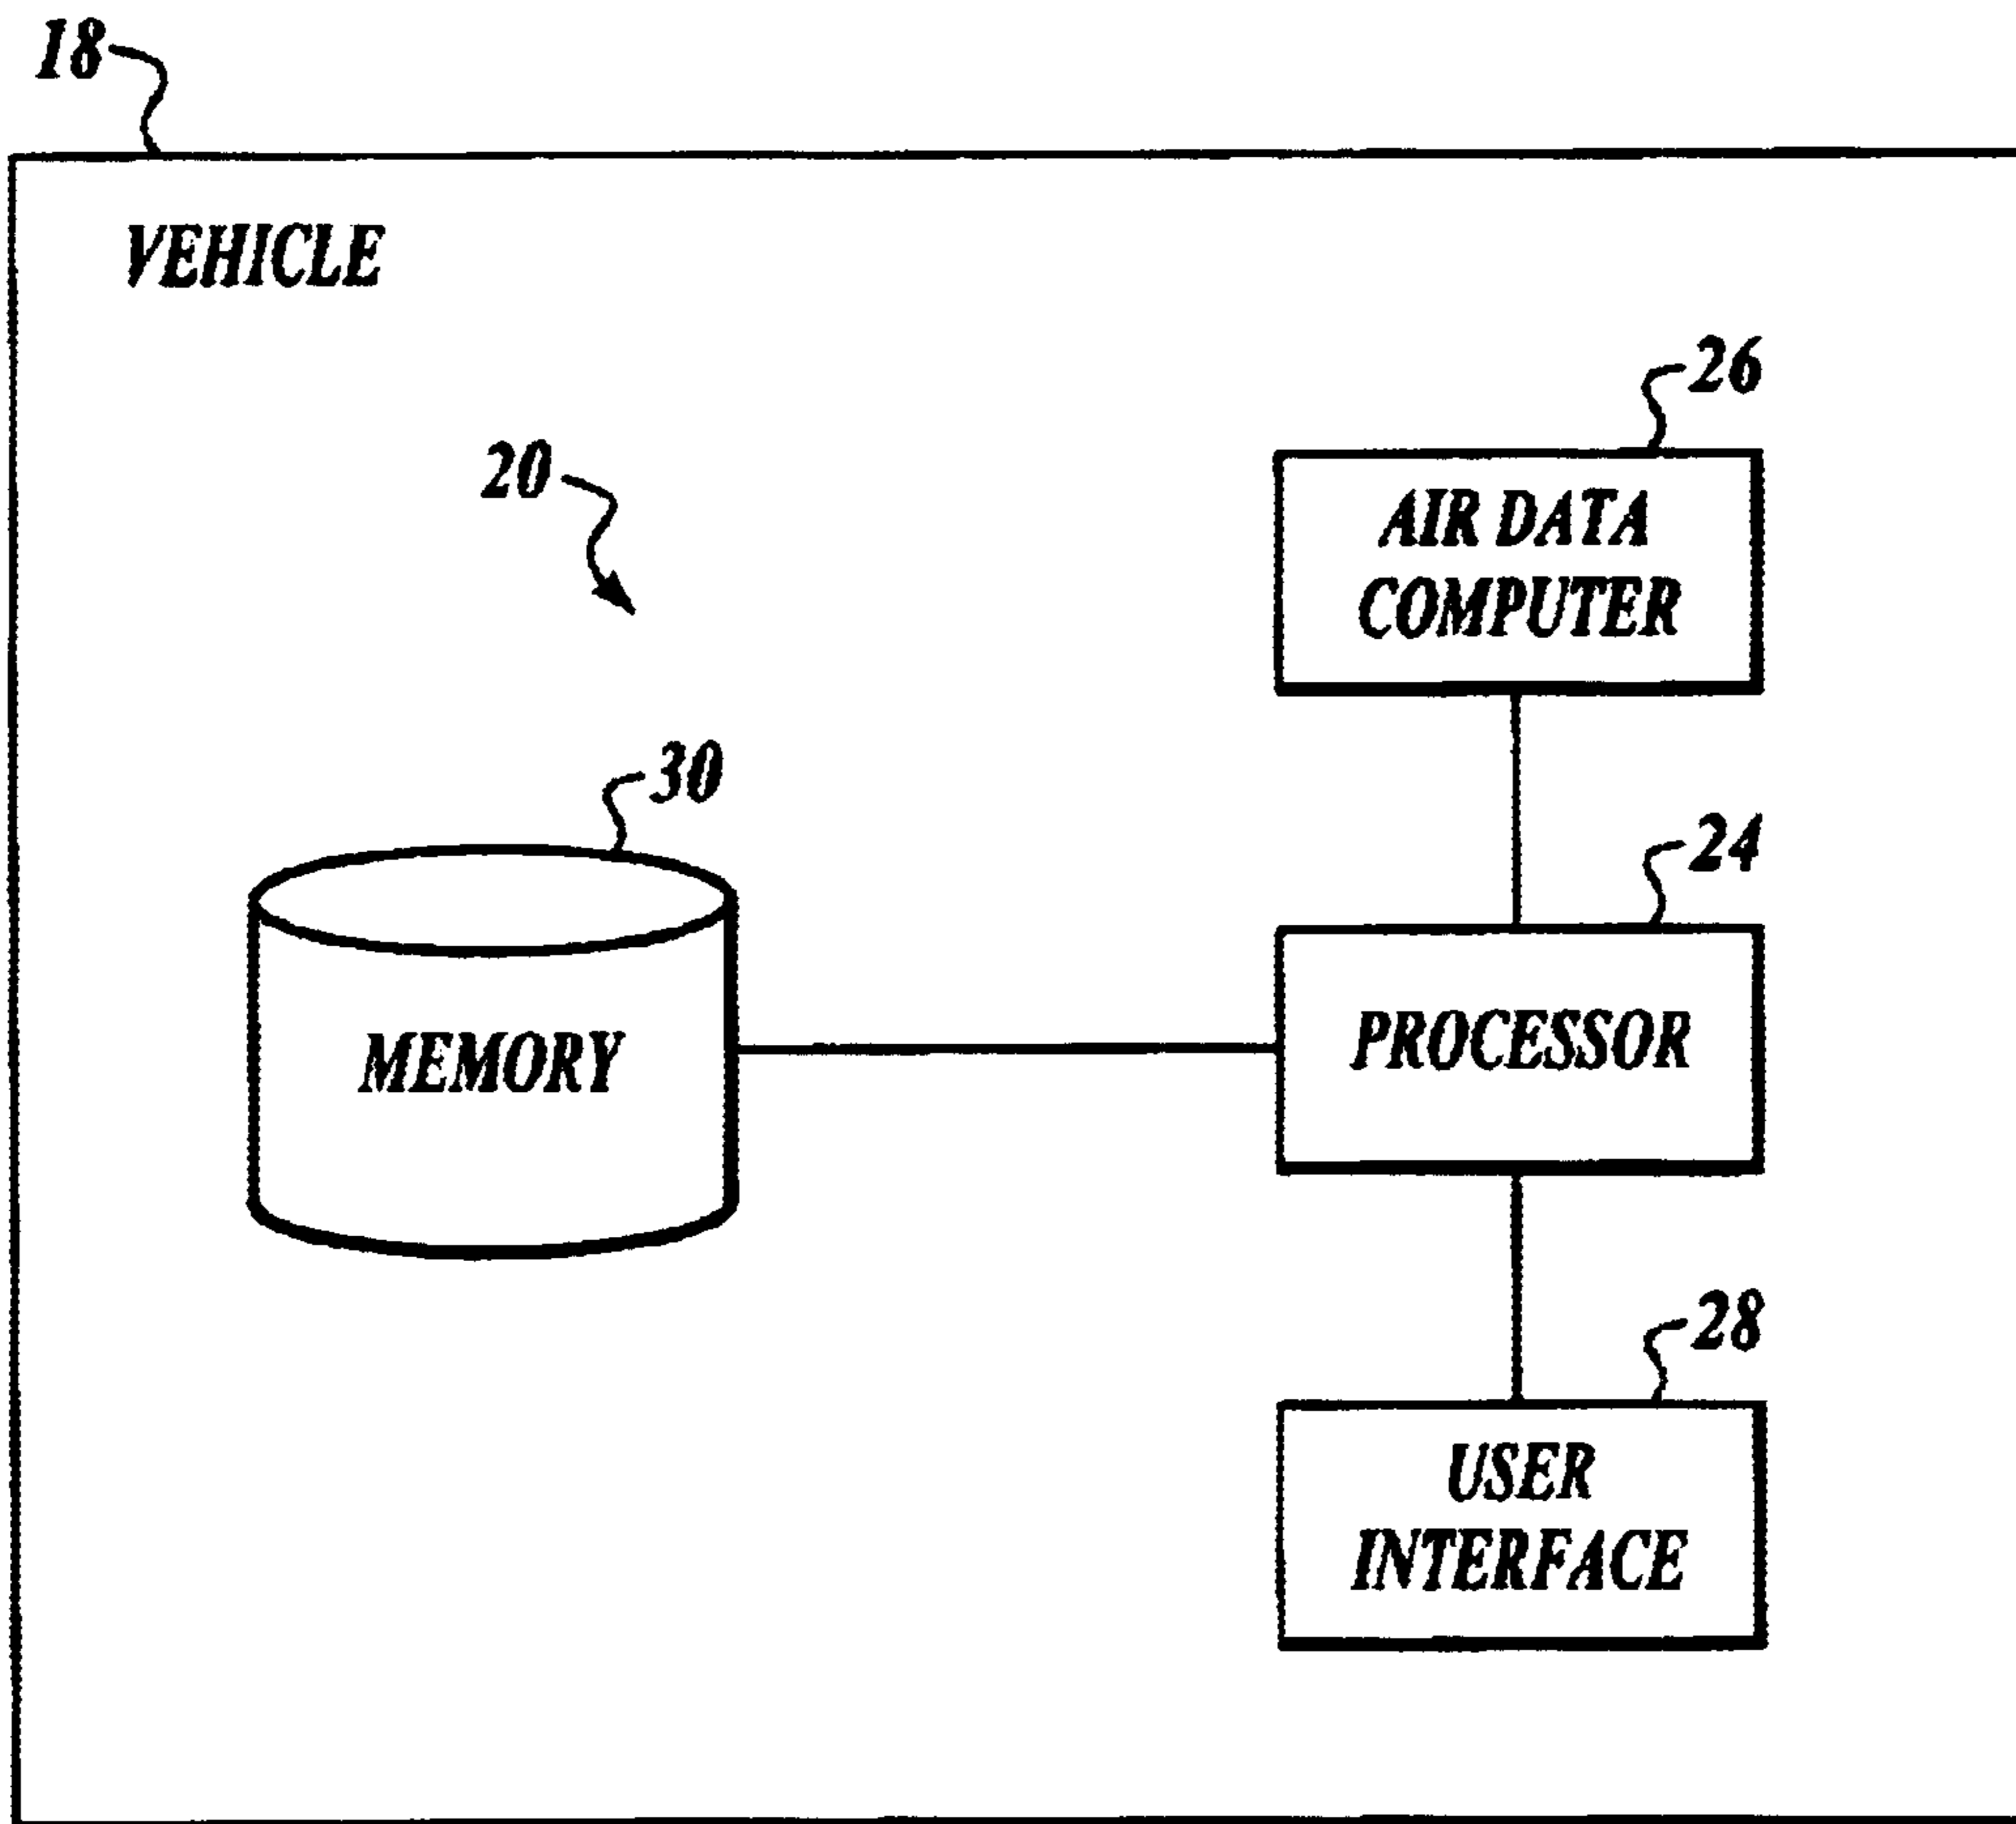 18
VEHICLE
26
20
AIR DATA
COMPUTER
30
24
MEMORY
PROCESSOR
28
USER
INTERFACE